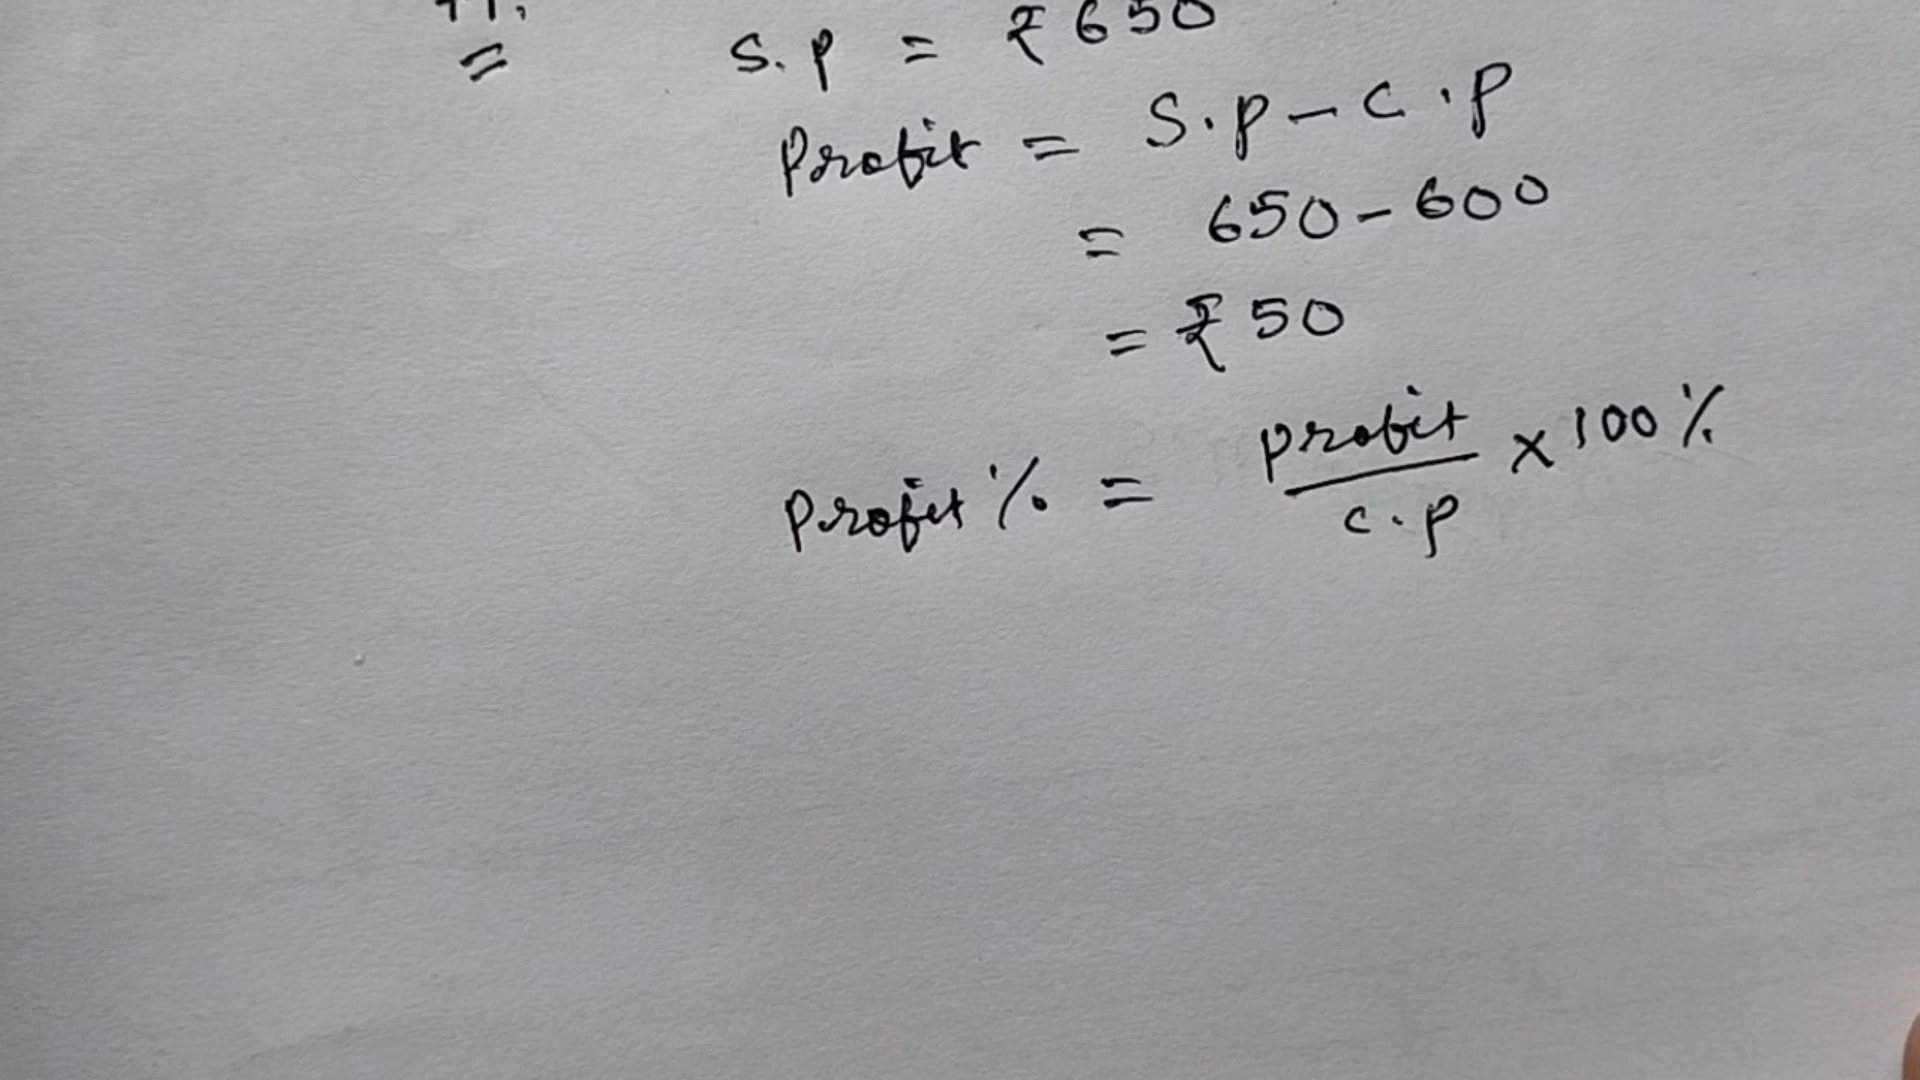 S.p = ₹650
Profit = S.p - C.P
= 650-600
= ₹50
Profit % = profit/c.p × 100%